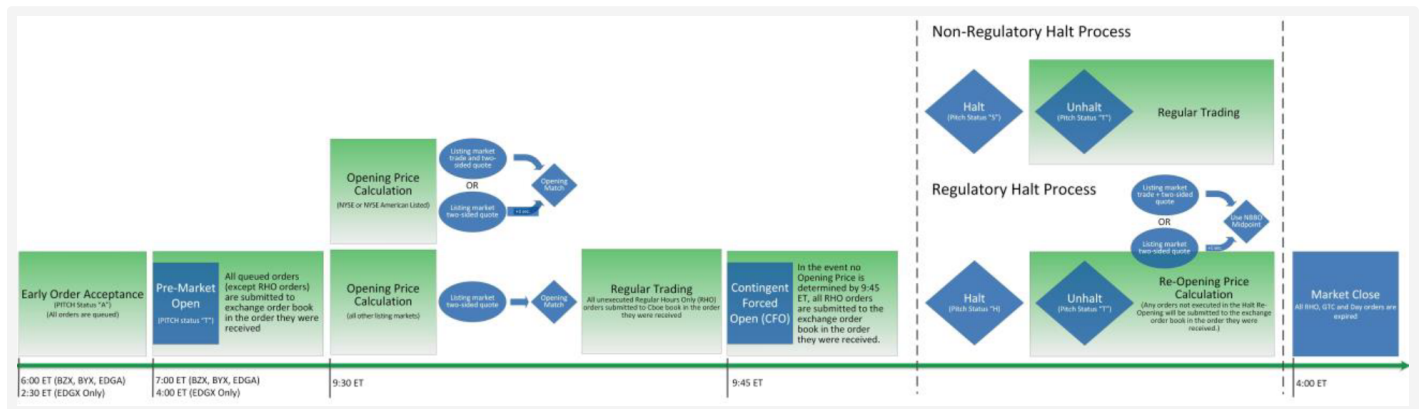 Non-Regulatory Halt Process
Halt
(Pitch Status "S")
Unhalt
(Pitch Status "T")
Regular Trading
Listing market
trade and two-
sided quote
OR
Listing market
two-sided quote
Opening
Match
Opening Price
Calculation
(NYSE or NYSE American Listed)
Regulatory Halt Process
Listing market
trade + two-sided
quote
OR
Listing market
two-sided quote
Use NBBO
Midpoint
Early Order Acceptance
(PITCH Status "A")
(All orders are queued)
Pre-Market
Open
(PITCH status "T")
All queued orders
(except RHO orders)
are submitted to
exchange order book
in the order they were
received
Opening Price
Calculation
(all other listing markets)
Listing market
two-sided quote
Opening
Match
Regular Trading
All unexecuted Regular Hours Only (RHO)
orders submitted to Cboe book in the order
they were received
Contingent
Forced
Open (CFO)
In the event no
Opening Price is
determined by 9:45
ET, all RHO orders
are submitted to the
exchange order
book in the order
they were received.
Halt
(Pitch Status "H)
Unhalt
(Pitch Status "T")
Re-Opening Price
Calculation
(Any orders not executed in the Halt Re-
Opening will be submitted to the exchange
order book in the order they were
received.)
Market Close
All RHO, GTC and Day orders are
expired
6:00 ET (BZX, BYX, EDGA)
2:30 ET (EDGX Only)
7:00 ET (BZX, BYX, EDGA)
4:00 ET (EDGX Only)
9:30 ET
9:45 ET
4:00 ET